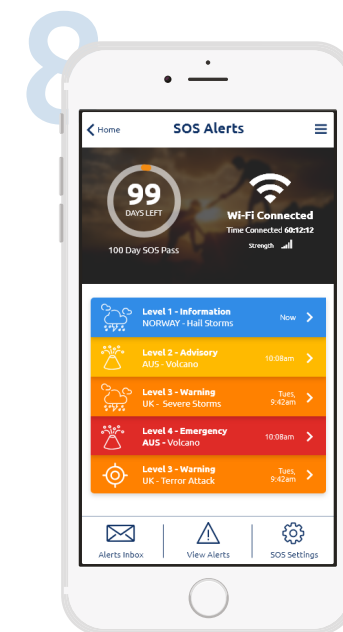 8
Home
SOS Alerts
99
DAYS LEFT
100 Day SOS Pass
Wi-Fi Connected
Time Connected 60:12:12
Strength
Level 1 - Information
NORWAY - Hail Storms
Now
Level 2 - Advisory
AUS - Volcano
10:08am
Level 3 - Warning
UK - Severe Storms
Tues,
9:42am
Level 4 - Emergency
AUS - Volcano
10:08am
Level 3 - Warning
UK - Terror Attack
Tues,
9:42am
Alerts Inbox
View Alerts
SOS Settings